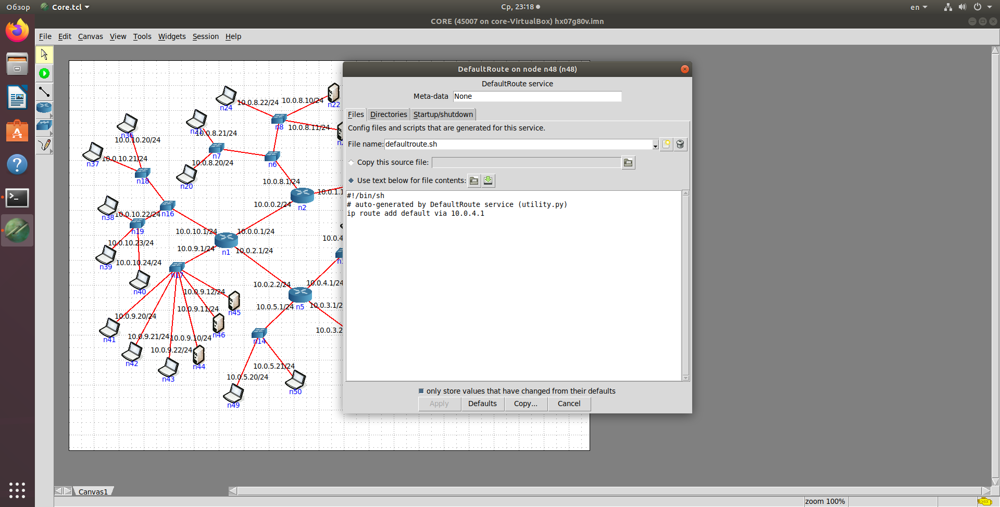 Обзор
Core.tcl
Ср, 23:18
en
CORE (45007 on core-VirtualBox) hx07g80v.imn
File Edit Canvas View Tools Widgets Session Help
DefaultRoute on node n48 (n48)
DefaultRoute service
Meta-data None
Files Directories Startup/shutdown
Config files and scripts that are generated for this service.
File name: defaultroute.sh
Copy this source file:
Use text below for file contents:
#!/bin/sh
# auto-generated by DefaultRoute service (utility.py)
ip route add default via 10.0.4.1
only store values that have changed from their defaults
Apply Defaults Copy... Cancel
n24
10.0.8.22/24
10.0.8.10/24
n22
n8
10.0.8.11/24
n21
10.0.8.21/24
n36
10.0.10.20/24
n7
n6
10.0.8.20/24
n20
n37
10.0.10.21/24
n18
10.0.8.1/24
10.0.1.1
n2
10.0.0.2/24
n38
10.0.10.22/24
n16
n19
10.0.10.1/24
10.0.0.1/24
10.0.4
10.0.10.23/24
10.0.9.1/24
n1
10.0.2.1/24
n39
10.0.10.24/24
n17
n40
10.0.2.2/24
10.0.4.1/24
10.0.9.12/24
n5
10.0.5.1/24
10.0.3.1/2
10.0.9.11/24
n45
10.0.9.20/24
10.0.3.2
n41
10.0.9.21/24
10.0.9.10/24
n46
n14
10.0.9.22/24
n42
n44
n43
10.0.5.21/24
10.0.5.20/24
n50
n49
Canvas1
zoom 100%
CHECK